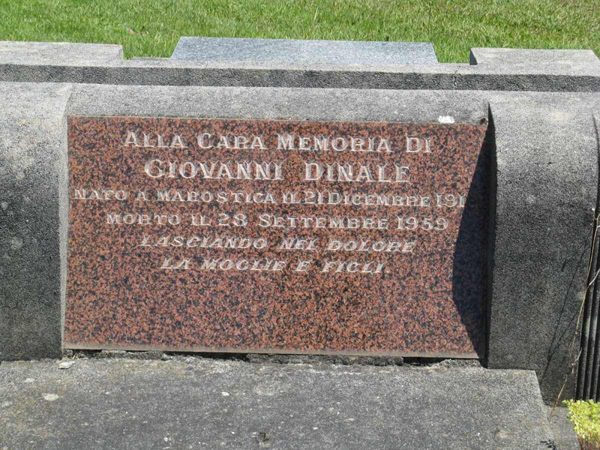 ALLA CARA MEMORIA DI
GIOVANNI DINALE
NATO A MAROSTICA IL 21 DICEMBRE
MORTO IL 28 SETTEMBRE 1959
LASCIANDO NEL DOLORE
LA MOGLIE E FIGLI.